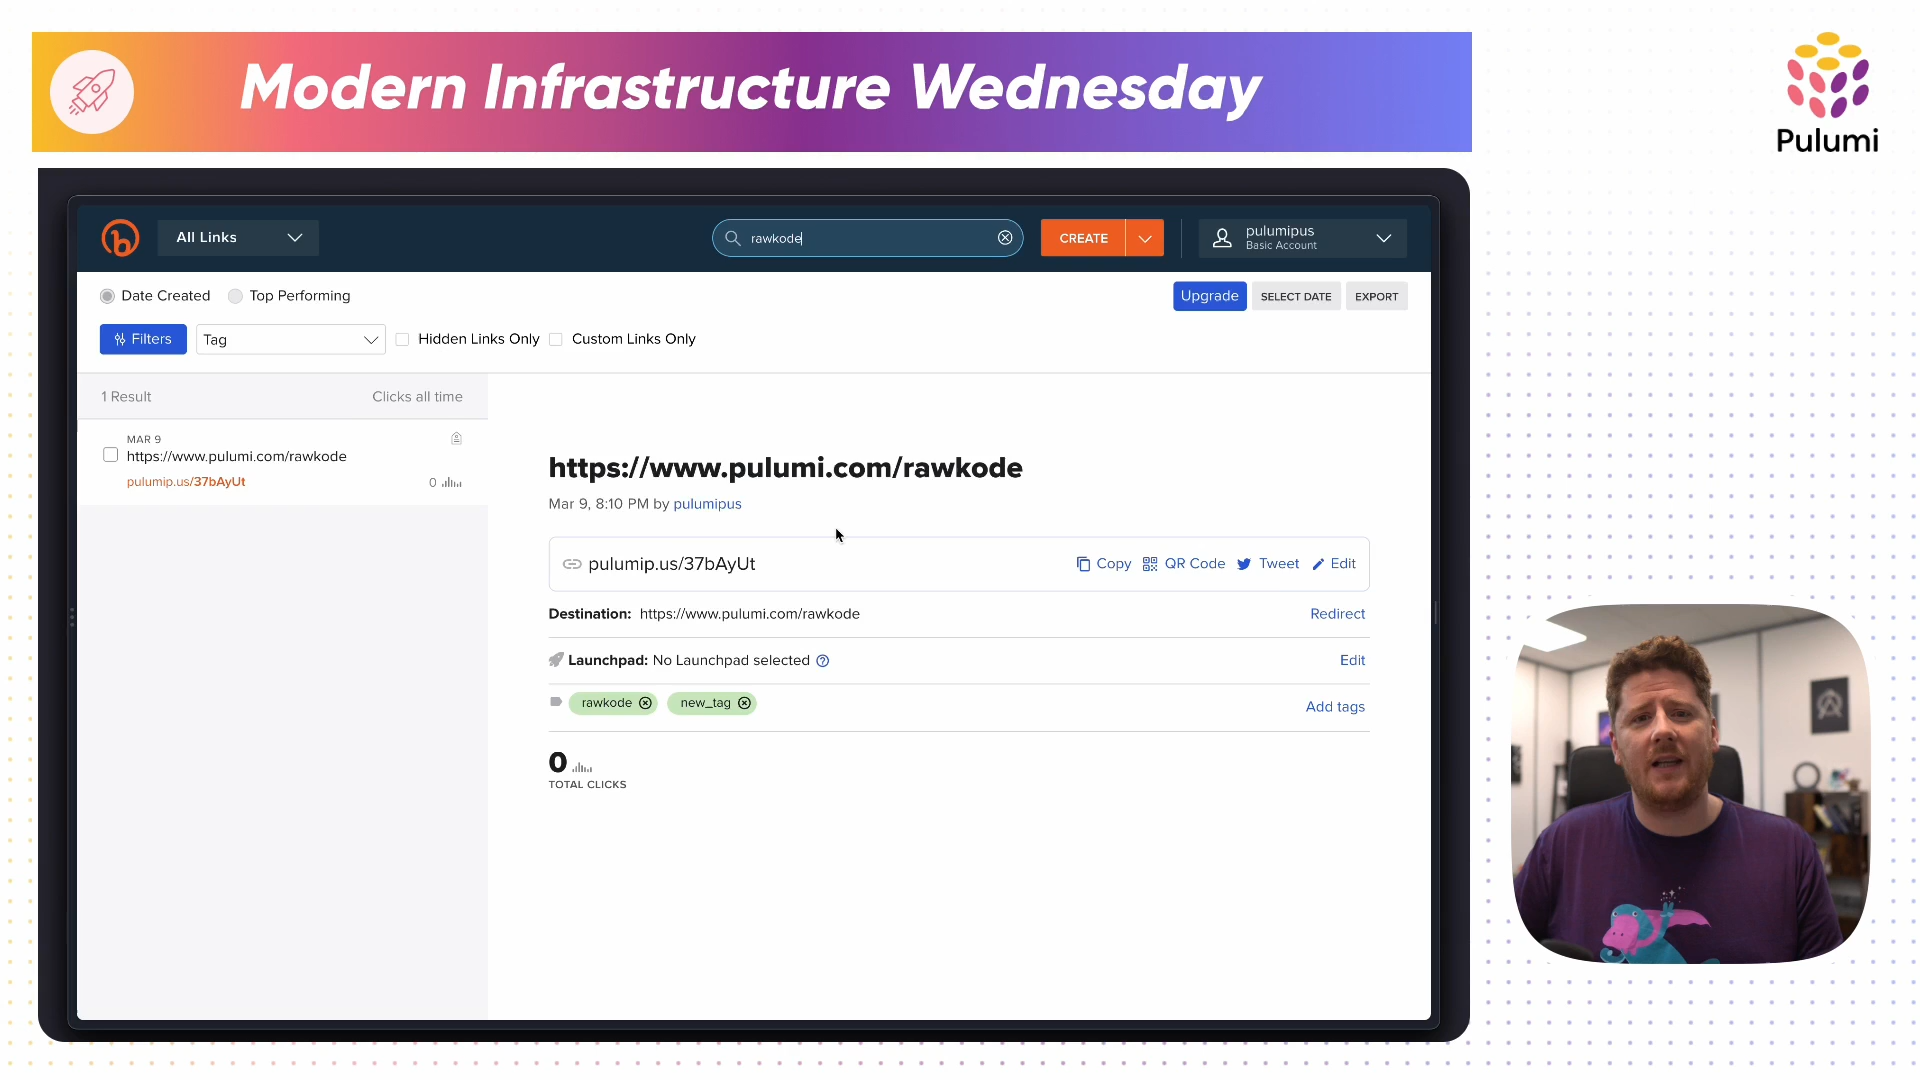 Modern Infrastructure Wednesday
Pulumi
All Links
rawkode
CREATE
pulumipus
Basic Account
Date Created
Top Performing
Upgrade
SELECT DATE
EXPORT
Filters
Tag
Hidden Links Only
Custom Links Only
1 Result
Clicks all time
MAR 9
https://www.pulumi.com/rawkode
pulumip.us/37bAyUt
0
https://www.pulumi.com/rawkode
Mar 9, 8:10 PM by pulumipus
pulumip.us/37bAyUt
Copy
QR Code
Tweet
Edit
Destination: https://www.pulumi.com/rawkode
Redirect
Launchpad: No Launchpad selected
Edit
rawkode
new_tag
Add tags
0
TOTAL CLICKS